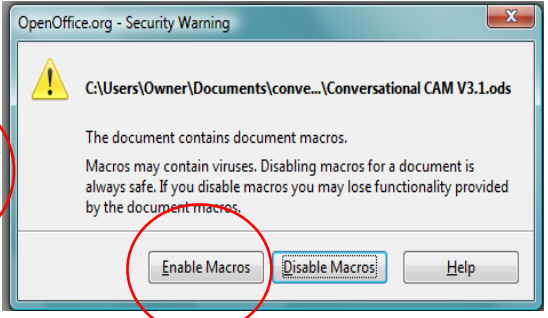 OpenOffice.org - Security Warning
C:\Users\Owner\Documents\conve...\Conversational CAM V3.1.ods
The document contains document macros.
Macros may contain viruses. Disabling macros for a document is
always safe. If you disable macros you may lose functionality provided
by the document macros.
Enable Macros
Disable Macros
Help